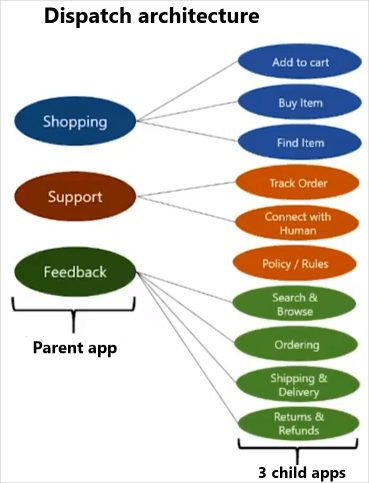 Dispatch architecture
Add to cart
Shopping
Buy Item
Find Item
Support
Track Order
Connect with
Human
Feedback
Policy / Rules
Search &
Browse
Parent app
Ordering
Shipping &
Delivery
Returns &
Refunds
3 child apps